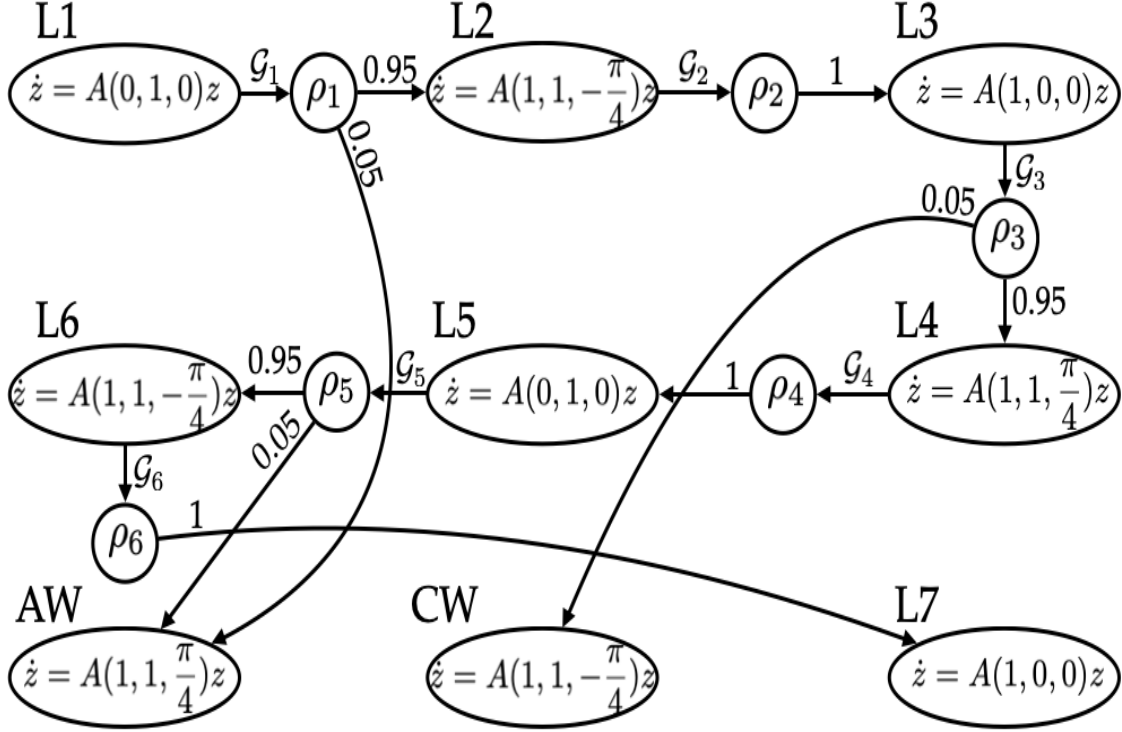 L1 L2 L3
ż = A(0, 1, 0)z 𝒢₁ ρ₁ 0.95 ż = A(1, 1, −π/4)z 𝒢₂ ρ₂ 1 ż = A(1, 0, 0)z
0.05 𝒢₃
0.05 ρ₃
0.95
L6 L5 L4
ż = A(1, 1, −π/4)z 0.95 ρ₅ 𝒢₅ ż = A(0, 1, 0)z 1 ρ₄ 𝒢₄ ż = A(1, 1, π/4)z
0.05
𝒢₆
ρ₆ 1
AW CW L7
ż = A(1, 1, π/4)z ż = A(1, 1, −π/4)z ż = A(1, 0, 0)z